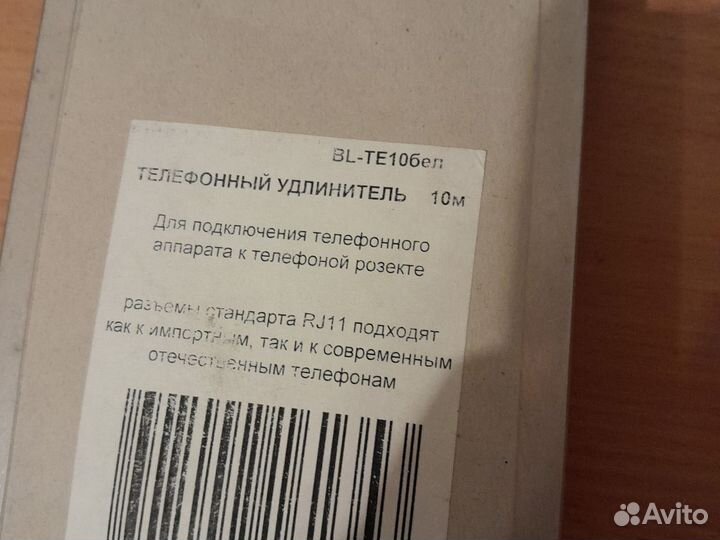 BL-TE10бел
ТЕЛЕФОННЫЙ УДЛИНИТЕЛЬ 10м
Для подключения телефонного
аппарата к телефоной розекте
разъемы стандарта RJ11 подходят
как к импортным, так и к современным
отечественным телефонам
Avito